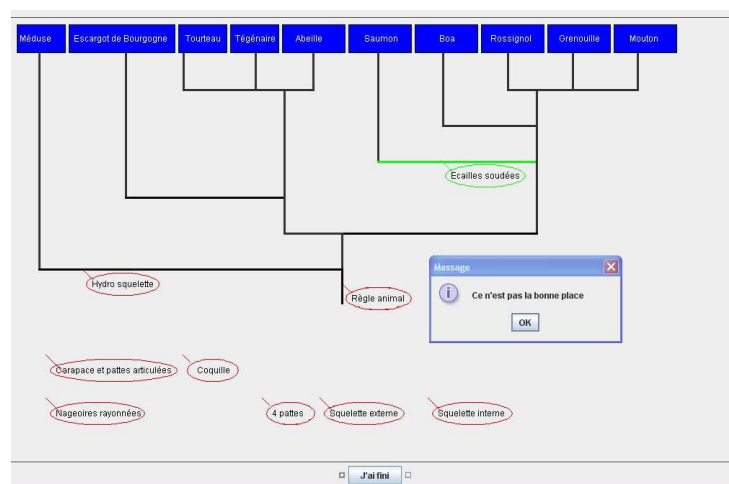 Méduse
Escargot de Bourgogne
Tourteau
Tégénaire
Abeille
Saumon
Boa
Rossignol
Grenouille
Mouton
Ecailles soudées
Message
Hydro squelette
Règle animal
Ce n'est pas la bonne place
OK
Carapace et pattes articulées
Coquille
Nageoires rayonnées
4 pattes
Squelette externe
Squelette interne
J'ai fini